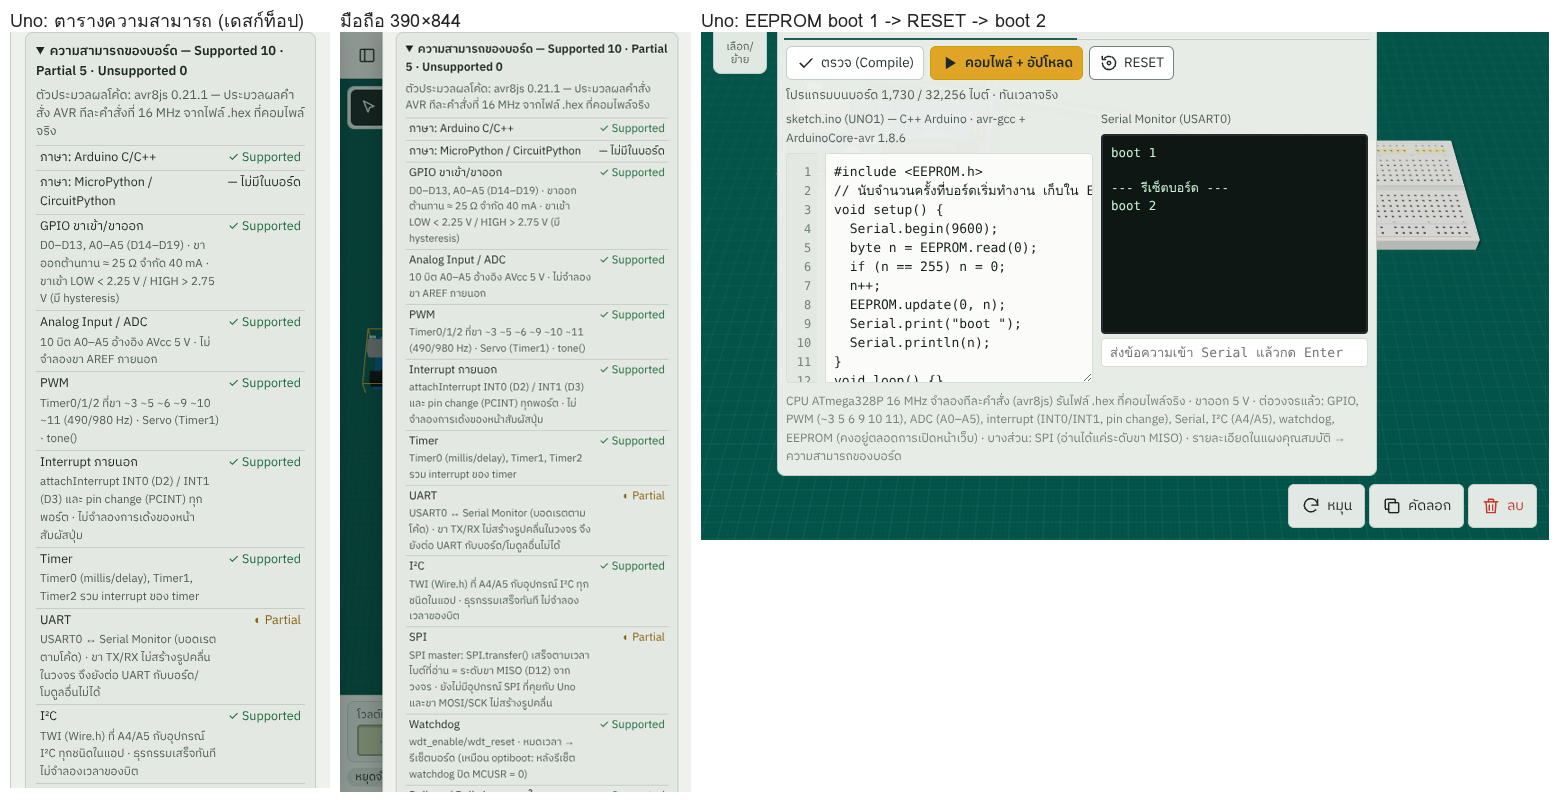 Uno: ตารางความสามารถ (เดสก์ท็อป)
▼ ความสามารถของบอร์ด — Supported 10 ·
Partial 5 · Unsupported 0
ตัวประมวลผลโค้ด: avr8js 0.21.1 — ประมวลผลคำ
สั่ง AVR ทีละคำสั่งที่ 16 MHz จากไฟล์ .hex ที่คอมไพล์
จริง
ภาษา: Arduino C/C++ ✓ Supported
ภาษา: MicroPython / — ไม่มีในบอร์ด
CircuitPython
GPIO ขาเข้า/ขาออก ✓ Supported
D0–D13, A0–A5 (D14–D19) · ขา
ออกต้านทาน ≈ 25 Ω จำกัด 40 mA ·
ขาเข้า LOW < 2.25 V / HIGH > 2.75
V (มี hysteresis)
Analog Input / ADC ✓ Supported
10 บิต A0–A5 อ้างอิง AVcc 5 V · ไม่
จำลองขา AREF ภายนอก
PWM ✓ Supported
Timer0/1/2 ที่ขา ~3 ~5 ~6 ~9 ~10
~11 (490/980 Hz) · Servo (Timer1)
· tone()
Interrupt ภายนอก ✓ Supported
attachInterrupt INT0 (D2) / INT1
(D3) และ pin change (PCINT) ทุก
พอร์ต · ไม่จำลองการเด้งของหน้า
สัมผัสปุ่ม
Timer ✓ Supported
Timer0 (millis/delay), Timer1,
Timer2 รวม interrupt ของ timer
UART Partial
USART0 ↔ Serial Monitor (บอดเรต
ตามโค้ด) · ขา TX/RX ไม่สร้างรูปคลื่น
ในวงจร จึงยังต่อ UART กับบอร์ด/
โมดูลอื่นไม่ได้
I²C ✓ Supported
TWI (Wire.h) ที่ A4/A5 กับอุปกรณ์
I²C ทุกชนิดในแอป · ธุรกรรมเสร็จทันที
ไม่จำลองเวลาของบิต
มือถือ 390×844
▼ ความสามารถของบอร์ด — Supported 10 · Partial
5 · Unsupported 0
ตัวประมวลผลโค้ด: avr8js 0.21.1 — ประมวลผลคำสั่ง
AVR ทีละคำสั่งที่ 16 MHz จากไฟล์ .hex ที่คอมไพล์จริง
ภาษา: Arduino C/C++ ✓ Supported
ภาษา: MicroPython / CircuitPython — ไม่มีในบอร์ด
GPIO ขาเข้า/ขาออก ✓ Supported
D0–D13, A0–A5 (D14–D19) · ขาออก
ต้านทาน ≈ 25 Ω จำกัด 40 mA · ขาเข้า
LOW < 2.25 V / HIGH > 2.75 V (มี
hysteresis)
Analog Input / ADC ✓ Supported
10 บิต A0–A5 อ้างอิง AVcc 5 V · ไม่จำลอง
ขา AREF ภายนอก
PWM ✓ Supported
Timer0/1/2 ที่ขา ~3 ~5 ~6 ~9 ~10 ~11
(490/980 Hz) · Servo (Timer1) · tone()
Interrupt ภายนอก ✓ Supported
attachInterrupt INT0 (D2) / INT1 (D3)
และ pin change (PCINT) ทุกพอร์ต · ไม่
จำลองการเด้งของหน้าสัมผัสปุ่ม
Timer ✓ Supported
Timer0 (millis/delay), Timer1, Timer2
รวม interrupt ของ timer
UART Partial
USART0 ↔ Serial Monitor (บอดเรตตาม
โค้ด) · ขา TX/RX ไม่สร้างรูปคลื่นในวงจร จึง
ยังต่อ UART กับบอร์ด/โมดูลอื่นไม่ได้
I²C ✓ Supported
TWI (Wire.h) ที่ A4/A5 กับอุปกรณ์ I²C ทุก
ชนิดในแอป · ธุรกรรมเสร็จทันที ไม่จำลอง
เวลาของบิต
SPI Partial
SPI master: SPI.transfer() เสร็จตามเวลา
ไบต์ที่อ่าน = ระดับขา MISO (D12) จาก
วงจร · ยังไม่มีอุปกรณ์ SPI ที่คุยกับ Uno
และขา MOSI/SCK ไม่สร้างรูปคลื่น
Watchdog ✓ Supported
wdt_enable/wdt_reset · หมดเวลา →
รีเซ็ตบอร์ด (เหมือน optiboot: หลังรีเซ็ต
watchdog ปิด MCUSR = 0)
Uno: EEPROM boot 1 -> RESET -> boot 2
เลือก/
ย้าย
ตรวจ (Compile) คอมไพล์ + อัปโหลด RESET
โปรแกรมบนบอร์ด 1,730 / 32,256 ไบต์ · ทันเวลาจริง
sketch.ino (UNO1) — C++ Arduino · avr-gcc +
ArduinoCore-avr 1.8.6
1 #include <EEPROM.h>
2 // นับจำนวนครั้งที่บอร์ดเริ่มทำงาน เก็บใน E
3 void setup() {
4 Serial.begin(9600);
5 byte n = EEPROM.read(0);
6 if (n == 255) n = 0;
7 n++;
8 EEPROM.update(0, n);
9 Serial.print("boot ");
10 Serial.println(n);
11 }
12 void loop() {}
Serial Monitor (USART0)
boot 1
--- รีเซ็ตบอร์ด ---
boot 2
ส่งข้อความเข้า Serial แล้วกด Enter
CPU ATmega328P 16 MHz จำลองทีละคำสั่ง (avr8js) รันไฟล์ .hex ที่คอมไพล์จริง · ขาออก 5 V · ต่อวงจรแล้ว: GPIO,
PWM (~3 5 6 9 10 11), ADC (A0–A5), interrupt (INT0/INT1, pin change), Serial, I²C (A4/A5), watchdog,
EEPROM (คงอยู่ตลอดการเปิดหน้าเว็บ) · บางส่วน: SPI (อ่านได้แค่ระดับขา MISO) · รายละเอียดในแผงคุณสมบัติ →
ความสามารถของบอร์ด
หมุน คัดลอก ลบ